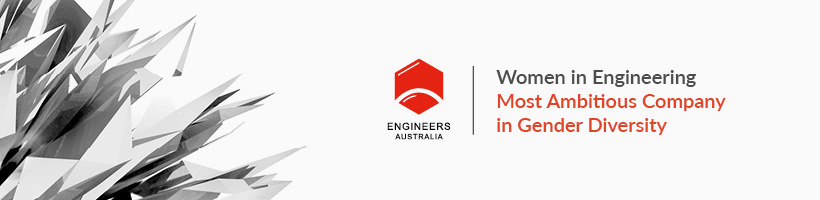 ENGINEERS
AUSTRALIA
Women in Engineering
Most Ambitious Company
in Gender Diversity